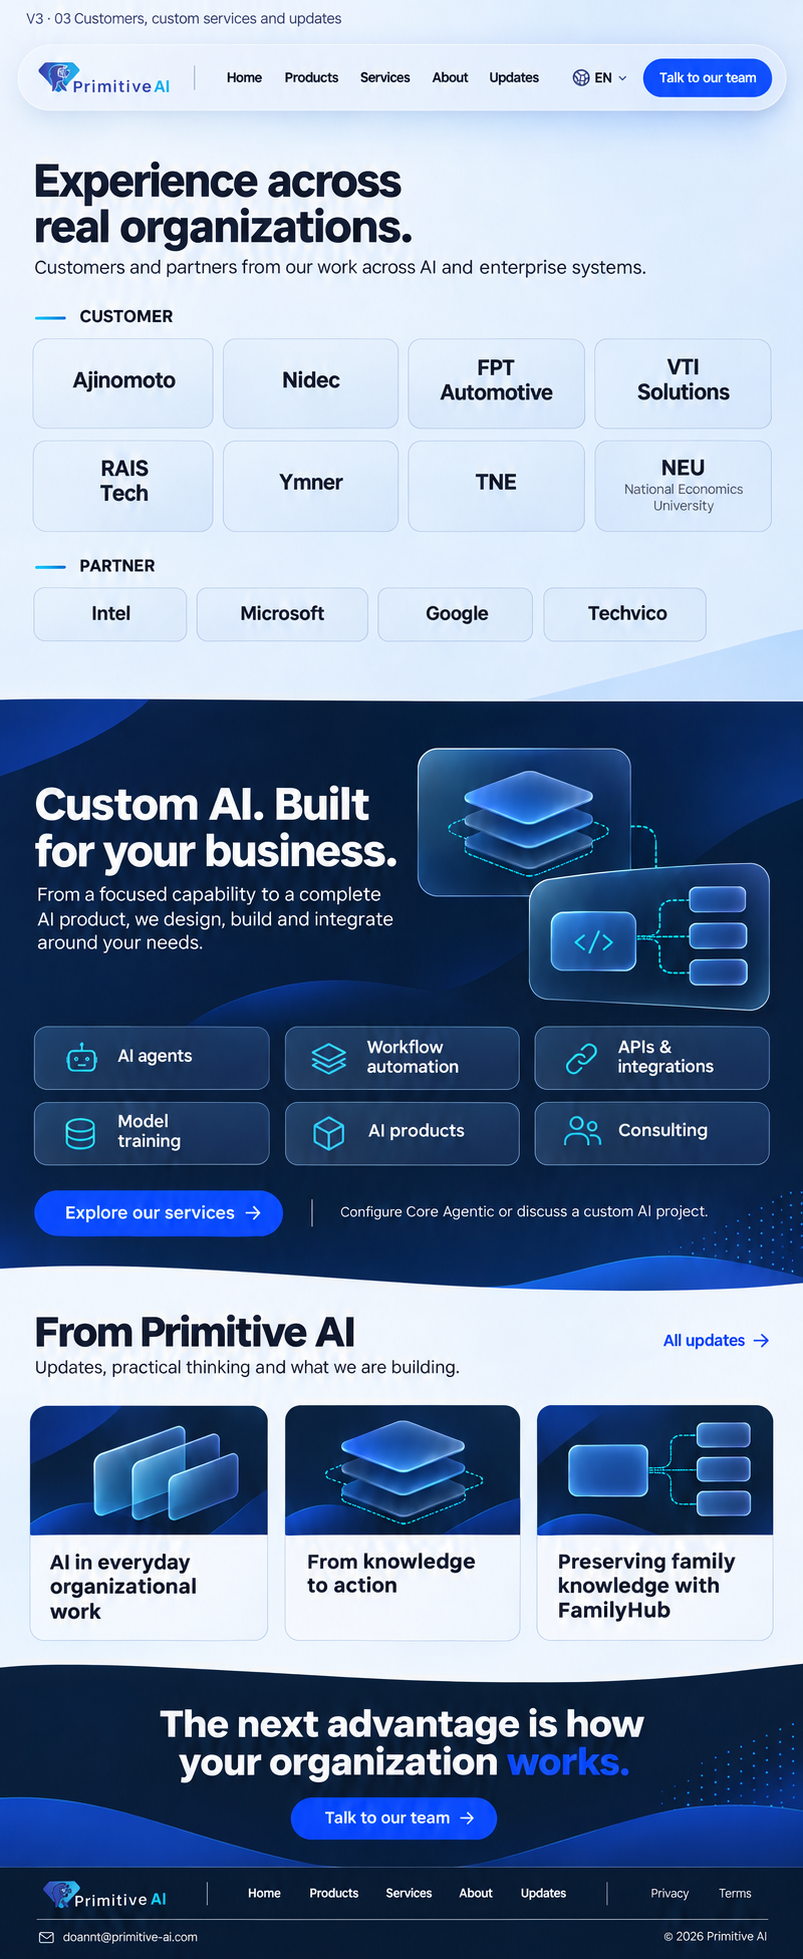 V3 · 03 Customers, custom services and updates
Primitive AI
Home Products Services About Updates EN Talk to our team
Experience across
real organizations.
Customers and partners from our work across AI and enterprise systems.
CUSTOMER
Ajinomoto
Nidec
FPT
Automotive
VTI
Solutions
RAIS
Tech
Ymner
TNE
NEU
National Economics
University
PARTNER
Intel
Microsoft
Google
Techvico
Custom AI. Built
for your business.
From a focused capability to a complete
AI product, we design, build and integrate
around your needs.
</>
AI agents
Workflow
automation
APIs &
integrations
Model
training
AI products
Consulting
Explore our services →
Configure Core Agentic or discuss a custom AI project.
From Primitive AI
All updates →
Updates, practical thinking and what we are building.
AI in everyday
organizational
work
From knowledge
to action
Preserving family
knowledge with
FamilyHub
The next advantage is how
your organization works.
Talk to our team →
Primitive AI
Home Products Services About Updates Privacy Terms
doannt@primitive-ai.com
© 2026 Primitive AI